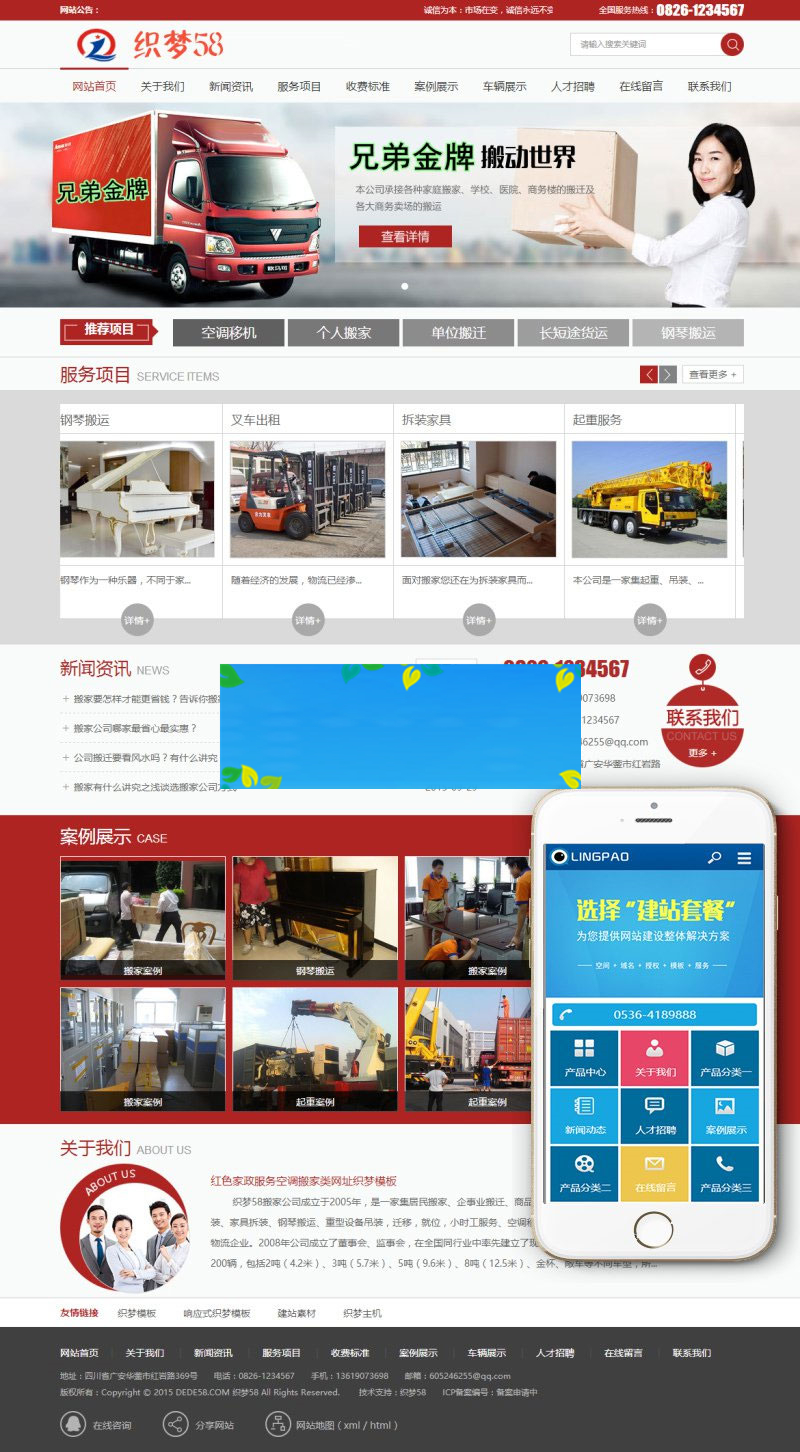 网站公告：
诚信为本：市场在变，诚信永远不变
全国服务热线：0826-1234567
织梦58
请输入搜索关键词
网站首页 关于我们 新闻资讯 服务项目 收费标准 案例展示 车辆展示 人才招聘 在线留言 联系我们
兄弟金牌
兄弟金牌 搬动世界
本公司承接各种家庭搬家、学校、医院、商务楼的搬迁及
各大商务卖场的搬运
查看详情
推荐项目 空调移机 个人搬家 单位搬迁 长短途货运 钢琴搬运
服务项目 SERVICE ITEMS
查看更多 +
钢琴搬运 叉车出租 拆装家具 起重服务
钢琴作为一种乐器，不同于家... 随着经济的发展，物流已经渗... 面对搬家您还在为拆装家具而... 本公司是一家集起重、吊装、...
详情+ 详情+ 详情+ 详情+
新闻资讯 NEWS
+ 搬家要怎样才能更省钱？告诉你搬
+ 搬家公司哪家最省心最实惠？
+ 公司搬迁要看风水吗？有什么讲究
+ 搬家有什么讲究之浅谈选搬家公司方式
34567
9073698
1234567
46255@qq.com
省广安华蓥市红岩路
联系我们
CONTACT US
更多 +
案例展示 CASE
搬家案例 钢琴搬运 搬家案例
搬家案例 起重案例 起重案例
LINGPAO
选择“建站套餐”
为您提供网站建设整体解决方案
空间 + 域名 + 授权 + 模板 + 服务
0536-4189888
产品中心 关于我们 产品分类一
新闻动态 人才招聘 案例展示
产品分类二 在线留言 产品分类三
关于我们 ABOUT US
ABOUT US
红色家政服务空调搬家类网址织梦模板
织梦58搬家公司成立于2005年，是一家集居民搬家、企事业搬迁、商品
装、家具拆装、钢琴搬运、重型设备吊装，迁移，就位，小时工服务、空调移
物流企业。2008年公司成立了董事会、监事会，在全国同行业中率先建立了现
200辆，包括2吨（4.2米）、3吨（5.7米）、5吨（9.6米）、8吨（12.5米）、金杯、敞车等不同车型，所...
友情链接 织梦模板 响应式织梦模板 建站素材 织梦主机
网站首页 关于我们 新闻资讯 服务项目 收费标准 案例展示 车辆展示 人才招聘 在线留言 联系我们
地址：四川省广安华蓥市红岩路369号 电话：0826-1234567 手机：13619073698 邮箱：605246255@qq.com
版权所有：Copyright © 2015 DEDE58.COM 织梦58 All Rights Reserved. 技术支持：织梦58 ICP备案编号：备案申请中
在线咨询 分享网站 网站地图（xml / html）